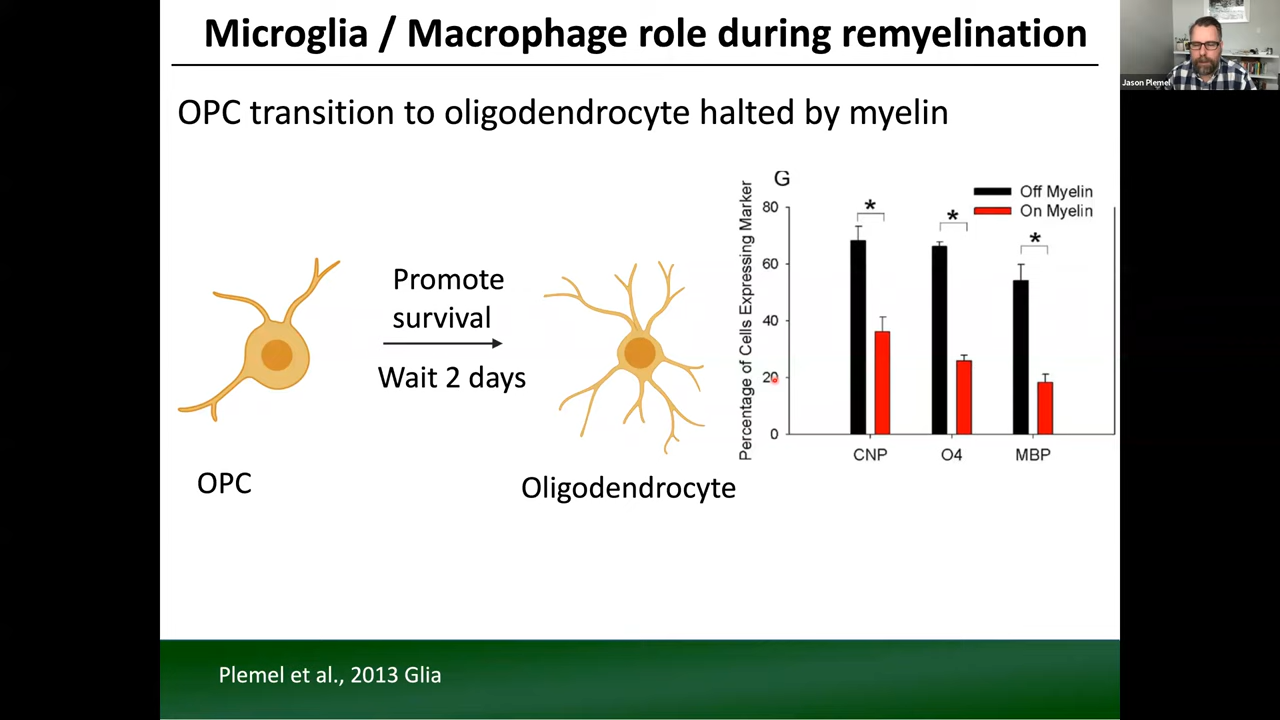 Microglia / Macrophage role during remyelination
Jason Plemel
OPC transition to oligodendrocyte halted by myelin
Promote
survival
Wait 2 days
OPC
Oligodendrocyte
G
Off Myelin
On Myelin
Percentage of Cells Expressing Marker
80
60
40
20
0
*
*
*
CNP
O4
MBP
Plemel et al., 2013 Glia